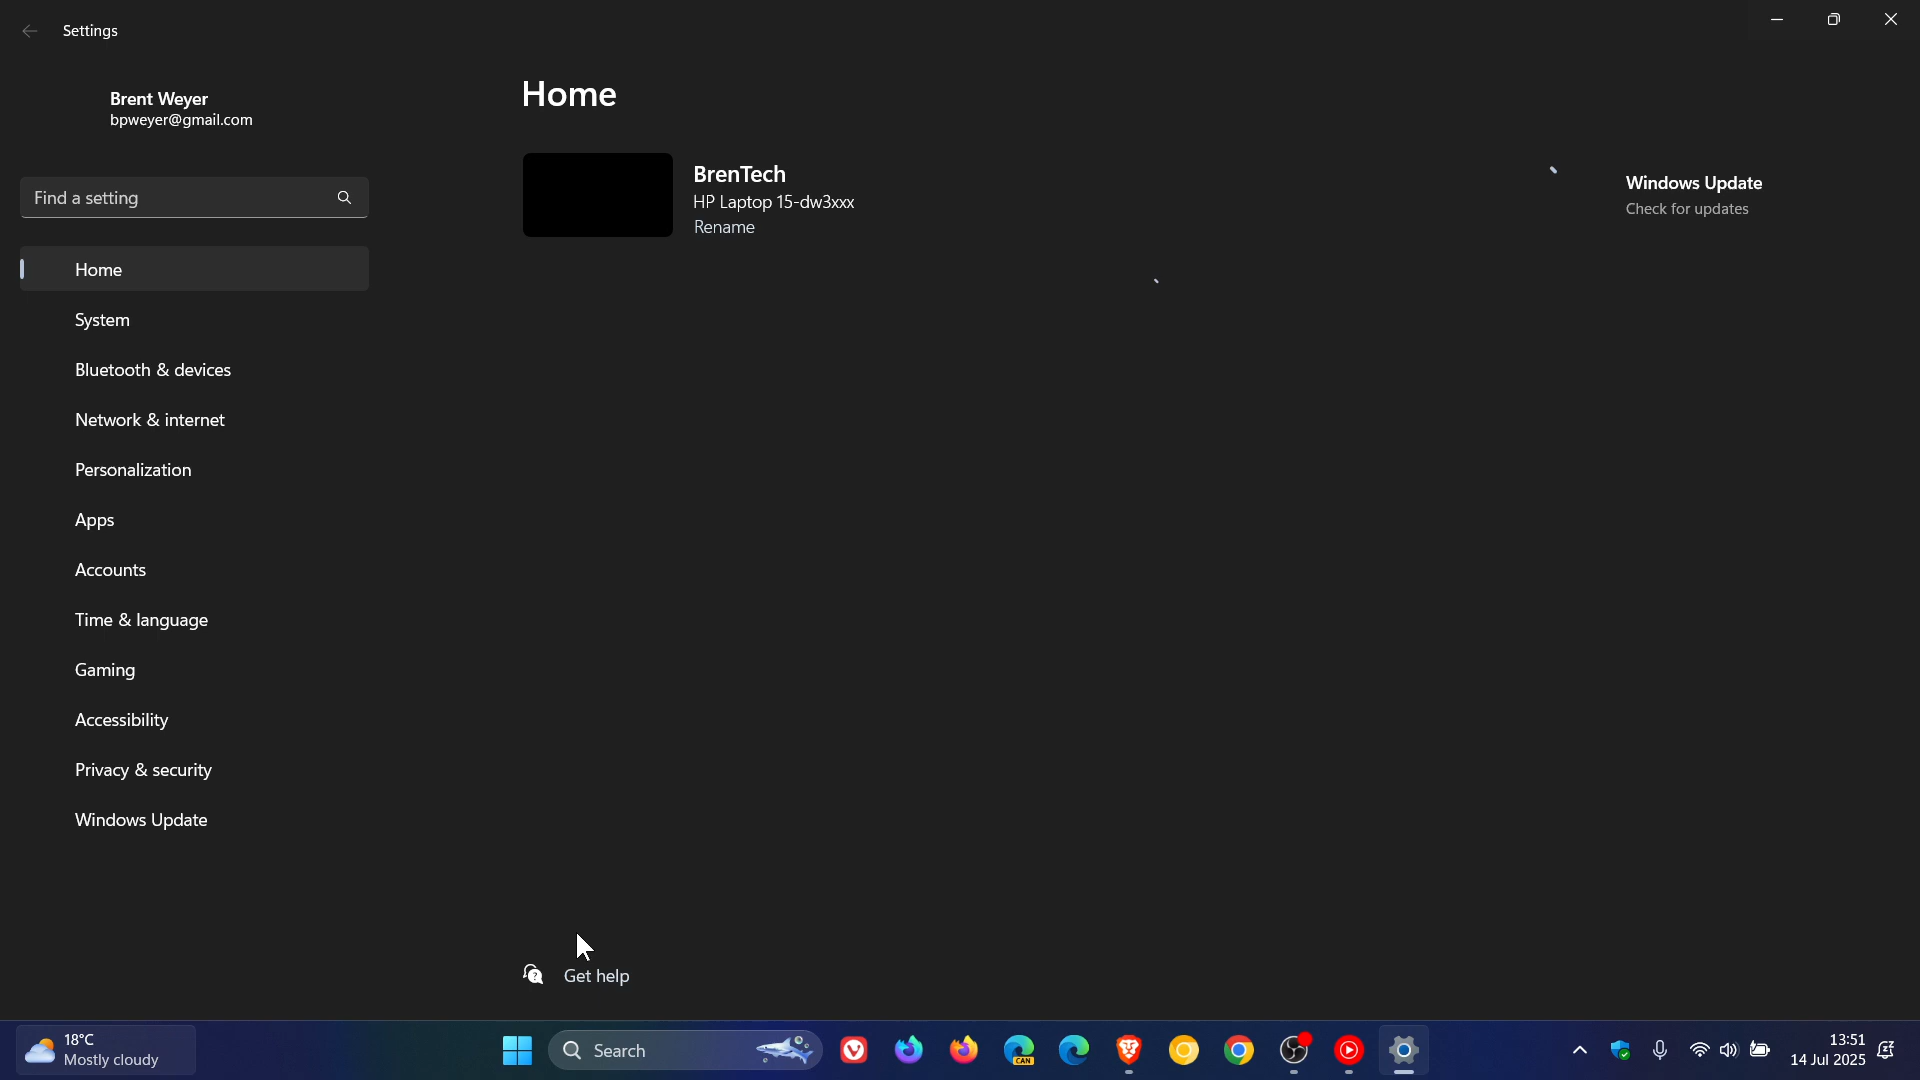 Settings
Brent Weyer
bpweyer@gmail.com
Find a setting
Home
System
Bluetooth & devices
Network & internet
Personalization
Apps
Accounts
Time & language
Gaming
Accessibility
Privacy & security
Windows Update
Home
BrenTech
HP Laptop 15-dw3xxx
Rename
Windows Update
Check for updates
Get help
18°C
Mostly cloudy
Search
CAN
13:51
14 Jul 2025